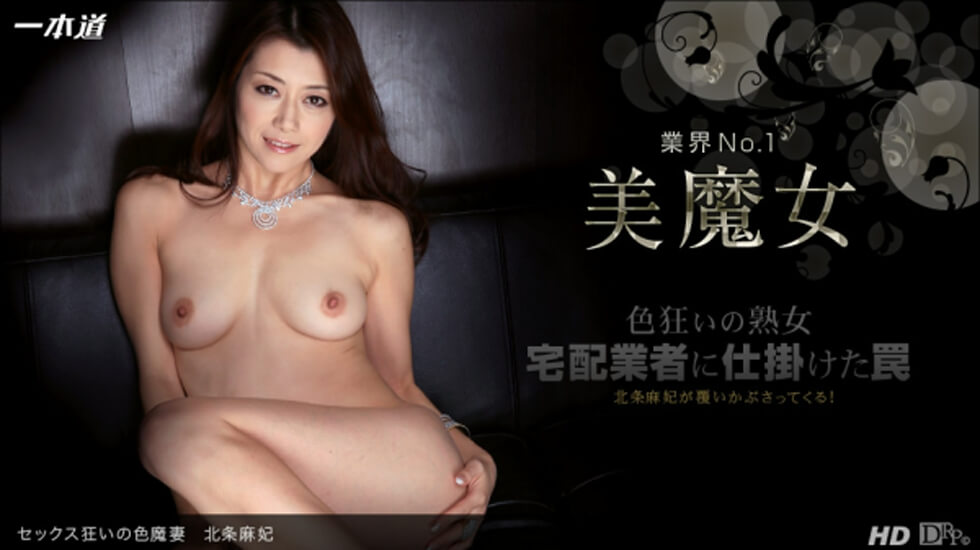 一本道
業界No.1
美魔女
色狂いの熟女
宅配業者に仕掛けた罠
北条麻妃が覆いかぶさってくる!
セックス狂いの色魔妻 北条麻妃
HD DRP